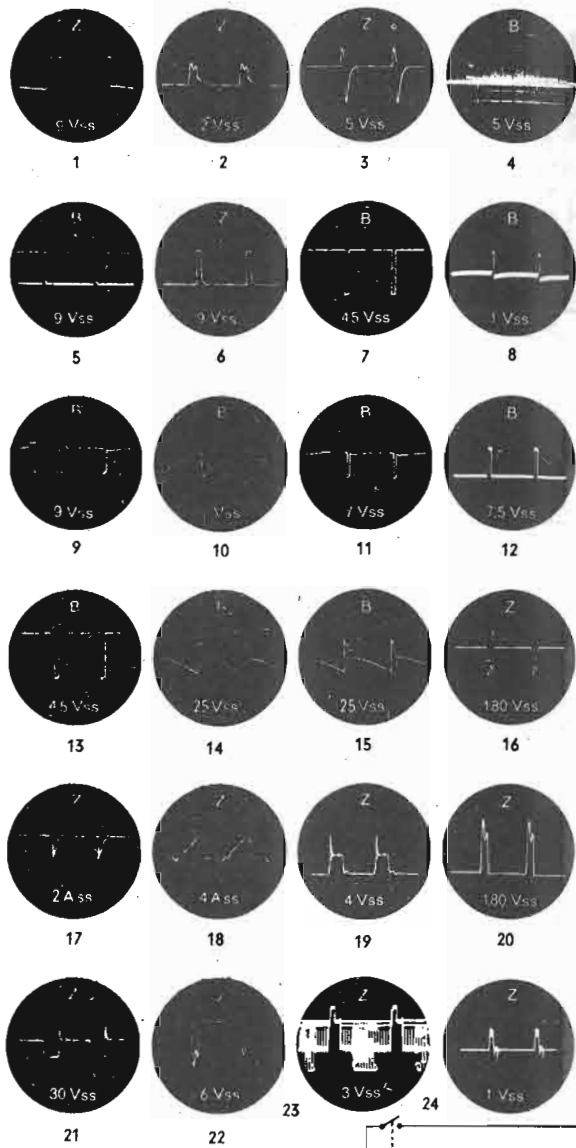 Z Z Z B
9 Vss 2 Vss 5 Vss 5 Vss
1 2 3 4
B Z B B
9 Vss 9 Vss 45 Vss 1 Vss
5 6 7 8
B B B B
9 Vss Vss 7 Vss 7,5 Vss
9 10 11 12
B B Z
45 Vss 25 Vss 25 Vss 180 Vss
13 14 15 16
Z Z Z Z
2 Ass 4 Ass 4 Vss 180 Vss
17 18 19 20
Z Z Z
30 Vss 6 Vss 3 Vss 1 Vss
21 22 23 24